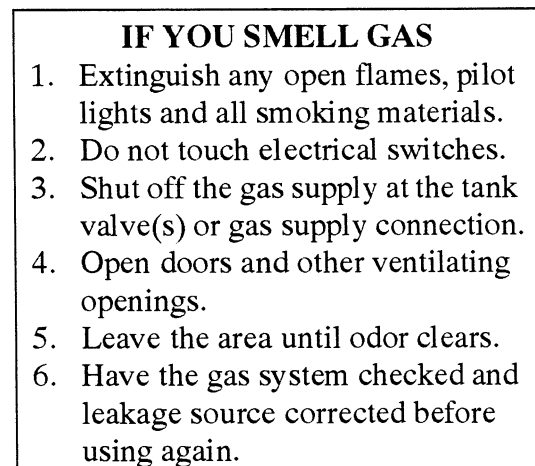 IF YOU SMELL GAS
1. Extinguish any open flames, pilot
lights and all smoking materials.
2. Do not touch electrical switches.
3. Shut off the gas supply at the tank
valve(s) or gas supply connection.
4. Open doors and other ventilating
openings.
5. Leave the area until odor clears.
6. Have the gas system checked and
leakage source corrected before
using again.